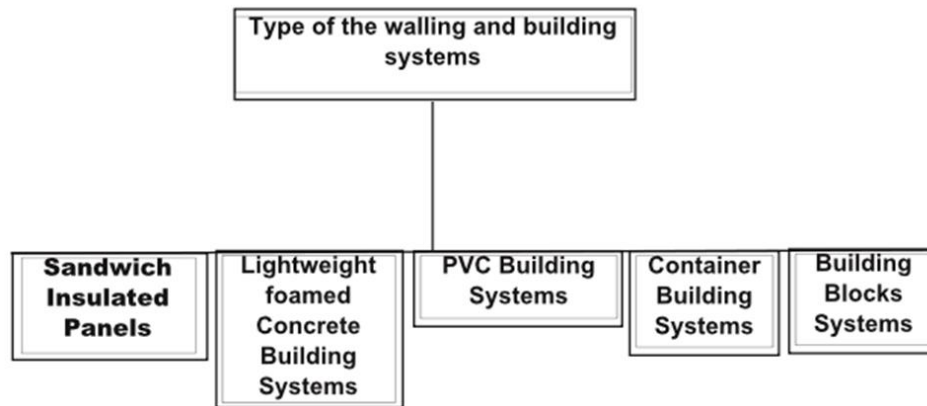 Type of the walling and building
systems
Sandwich
Insulated
Panels
Lightweight
foamed
Concrete
Building
Systems
PVC Building
Systems
Container
Building
Systems
Building
Blocks
Systems